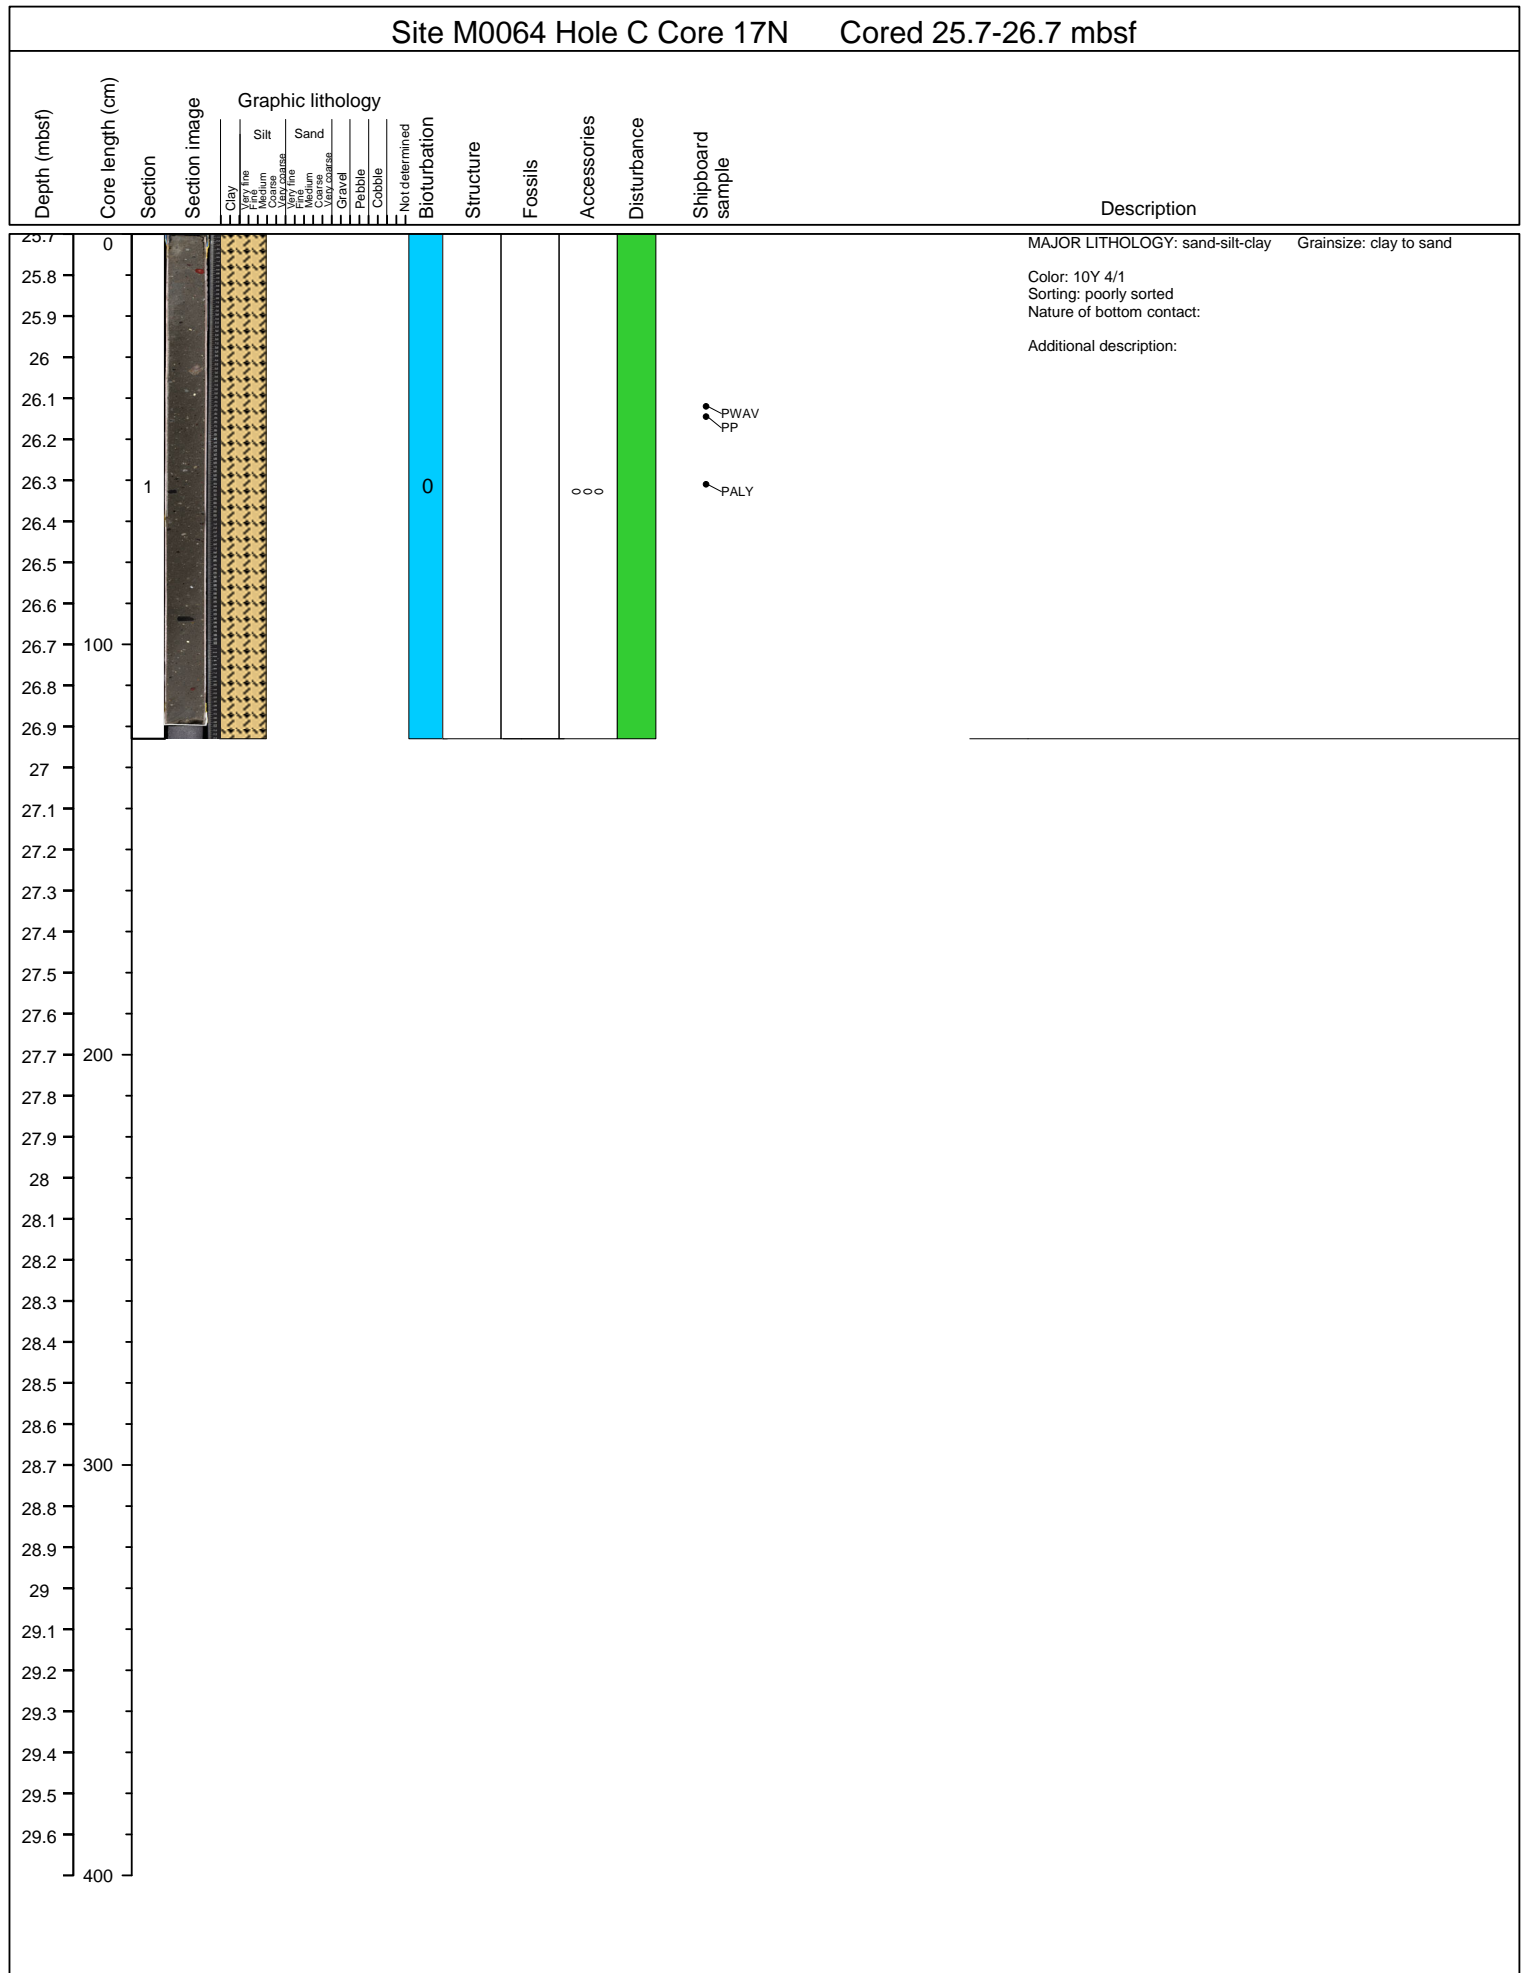 Site M0064 Hole C Core 17N Cored 25.7-26.7 mbsf
Depth (mbsf)
Core length (cm)
Section
Section image
Graphic lithology
Clay
Silt
Very fine
Fine
Medium
Coarse
Very coarse
Sand
Very fine
Fine
Medium
Coarse
Very coarse
Gravel
Pebble
Cobble
Not determined
Bioturbation
Structure
Fossils
Accessories
Disturbance
Shipboard
sample
Description
25.7 0
25.8
25.9
26
26.1
26.2
26.3
26.4
26.5
26.6
26.7 100
26.8
26.9
27
27.1
27.2
27.3
27.4
27.5
27.6
27.7 200
27.8
27.9
28
28.1
28.2
28.3
28.4
28.5
28.6
28.7 300
28.8
28.9
29
29.1
29.2
29.3
29.4
29.5
29.6
400
1
0
PWAV
PP
PALY
MAJOR LITHOLOGY: sand-silt-clay Grainsize: clay to sand
Color: 10Y 4/1
Sorting: poorly sorted
Nature of bottom contact:
Additional description: